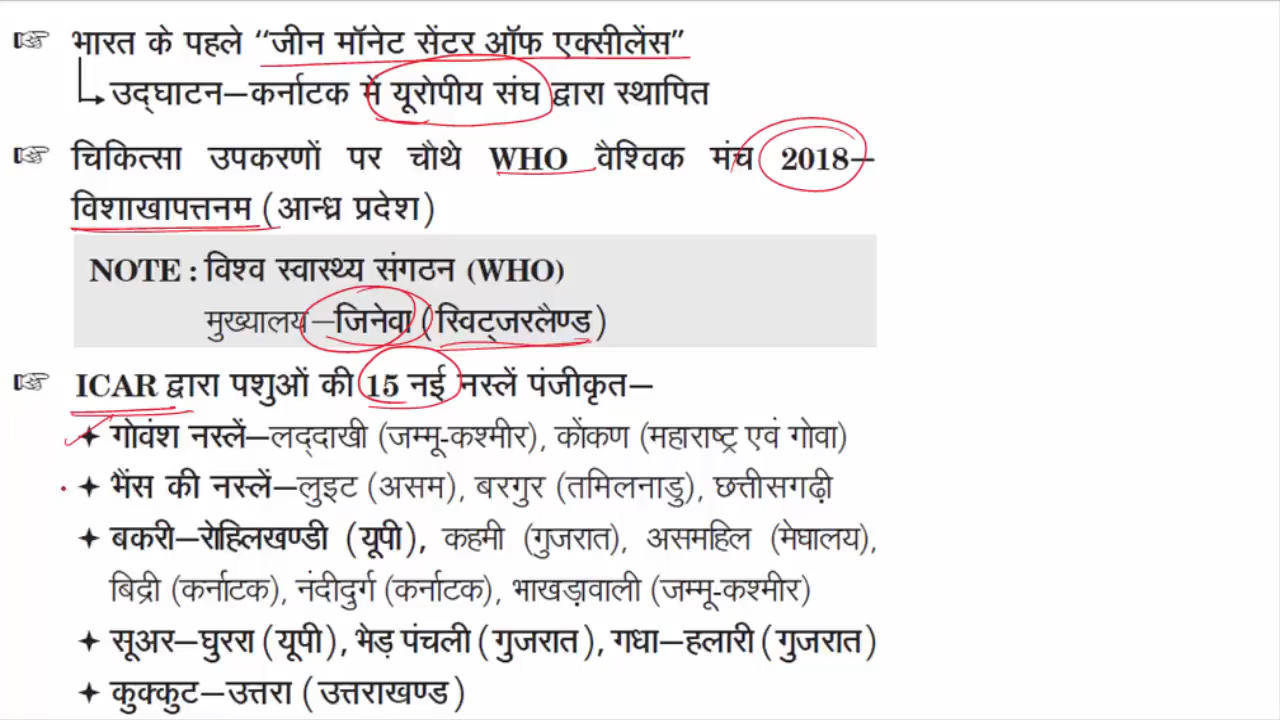 ☞ भारत के पहले “जीन मॉनेट सेंटर ऑफ एक्सीलेंस”
उद्घाटन–कर्नाटक में यूरोपीय संघ द्वारा स्थापित
☞ चिकित्सा उपकरणों पर चौथे WHO वैश्विक मंच 2018–
विशाखापत्तनम (आन्ध्र प्रदेश)
NOTE : विश्व स्वास्थ्य संगठन (WHO)
मुख्यालय–जिनेवा (स्विट्जरलैण्ड)
☞ ICAR द्वारा पशुओं की 15 नई नस्लें पंजीकृत–
✦ गोवंश नस्लें–लद्दाखी (जम्मू-कश्मीर), कोंकण (महाराष्ट्र एवं गोवा)
✦ भैंस की नस्लें–लुइट (असम), बरगुर (तमिलनाडु), छत्तीसगढ़ी
✦ बकरी–रोहिलखण्डी (यूपी), कहमी (गुजरात), असमहिल (मेघालय),
बिद्री (कर्नाटक), नंदीदुर्ग (कर्नाटक), भाखड़ावाली (जम्मू-कश्मीर)
✦ सूअर–घुररा (यूपी), भेड़ पंचली (गुजरात), गधा–हलारी (गुजरात)
✦ कुक्कुट–उत्तरा (उत्तराखण्ड)